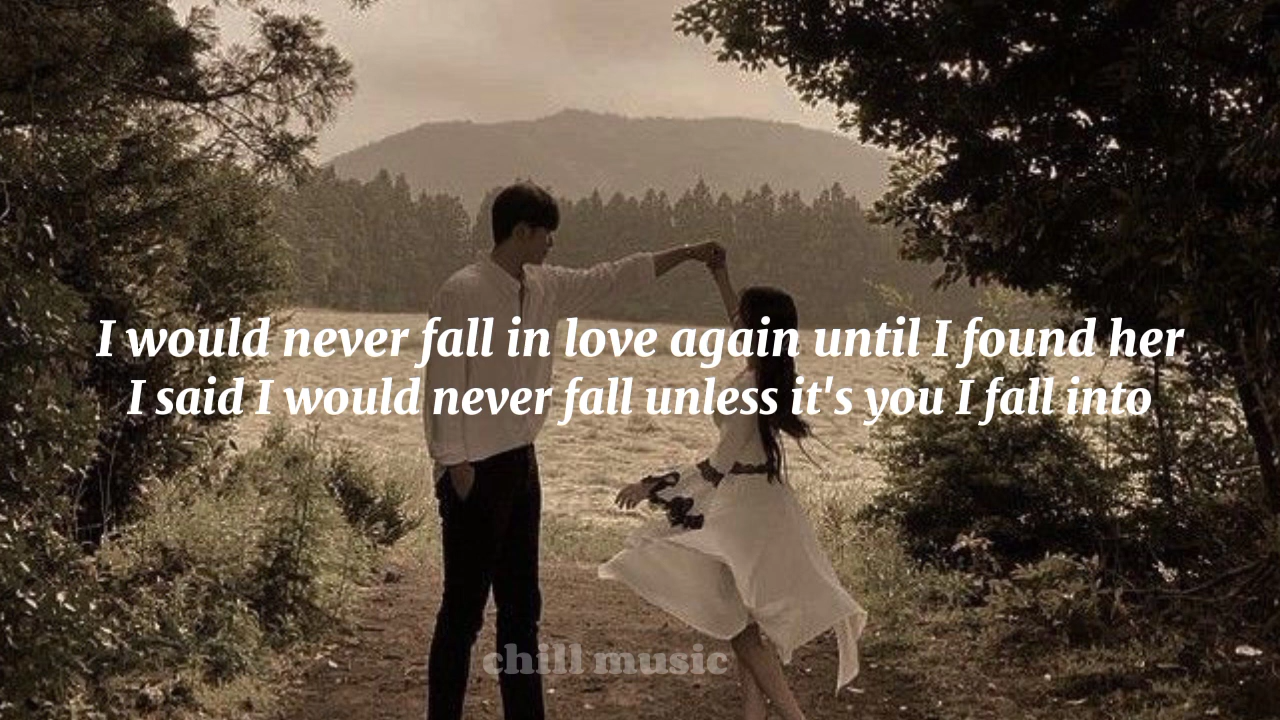 I would never fall in love again until I found her
I said I would never fall unless it's you I fall into
chill music